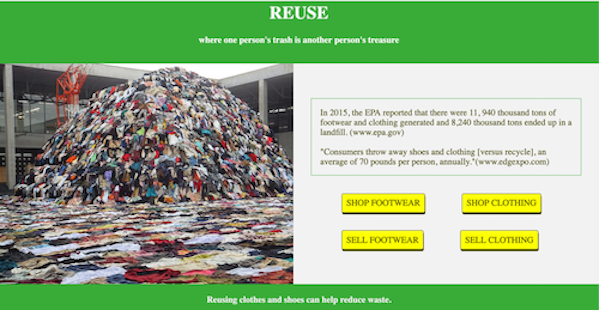 REUSE
where one person's trash is another person's treasure
In 2015, the EPA reported that there were 11, 940 thousand tons of
footwear and clothing generated and 8,240 thousand tons ended up in a
landfill. (www.epa.gov)
"Consumers throw away shoes and clothing [versus recycle], an
average of 70 pounds per person, annually."(www.edgexpo.com)
SHOP FOOTWEAR
SHOP CLOTHING
SELL FOOTWEAR
SELL CLOTHING
Reusing clothes and shoes can help reduce waste.